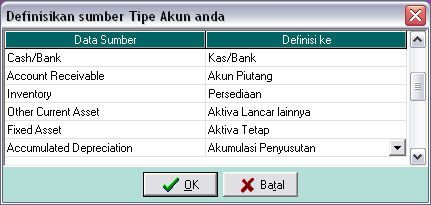 Definisikan sumber Tipe Akun anda
Data Sumber Definisi ke
Cash/Bank Kas/Bank
Account Receivable Akun Piutang
Inventory Persediaan
Other Current Asset Aktiva Lancar lainnya
Fixed Asset Aktiva Tetap
Accumulated Depreciation Akumulasi Penyusutan
OK Batal